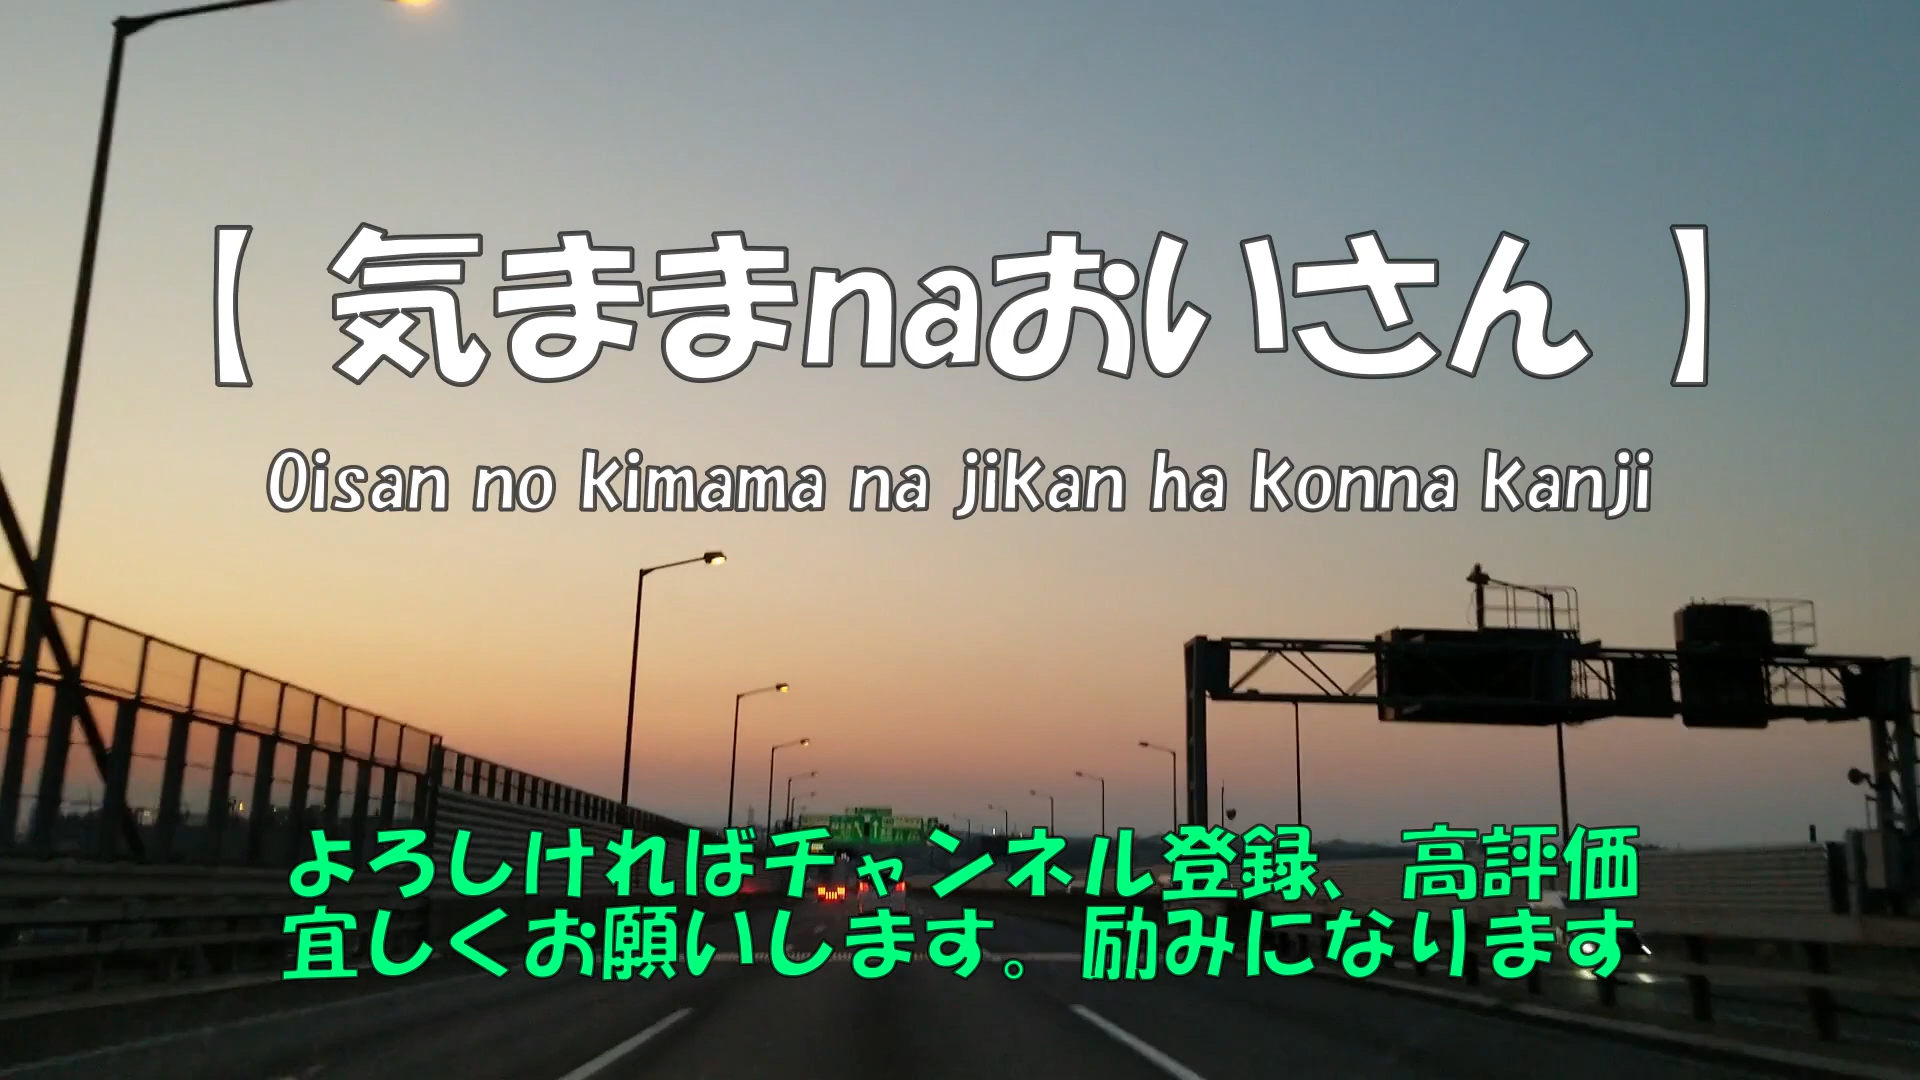 【 気ままnaおいさん 】
Oisan no kimama na jikan ha konna kanji
よろしければチャンネル登録、高評価
宜しくお願いします。励みになります